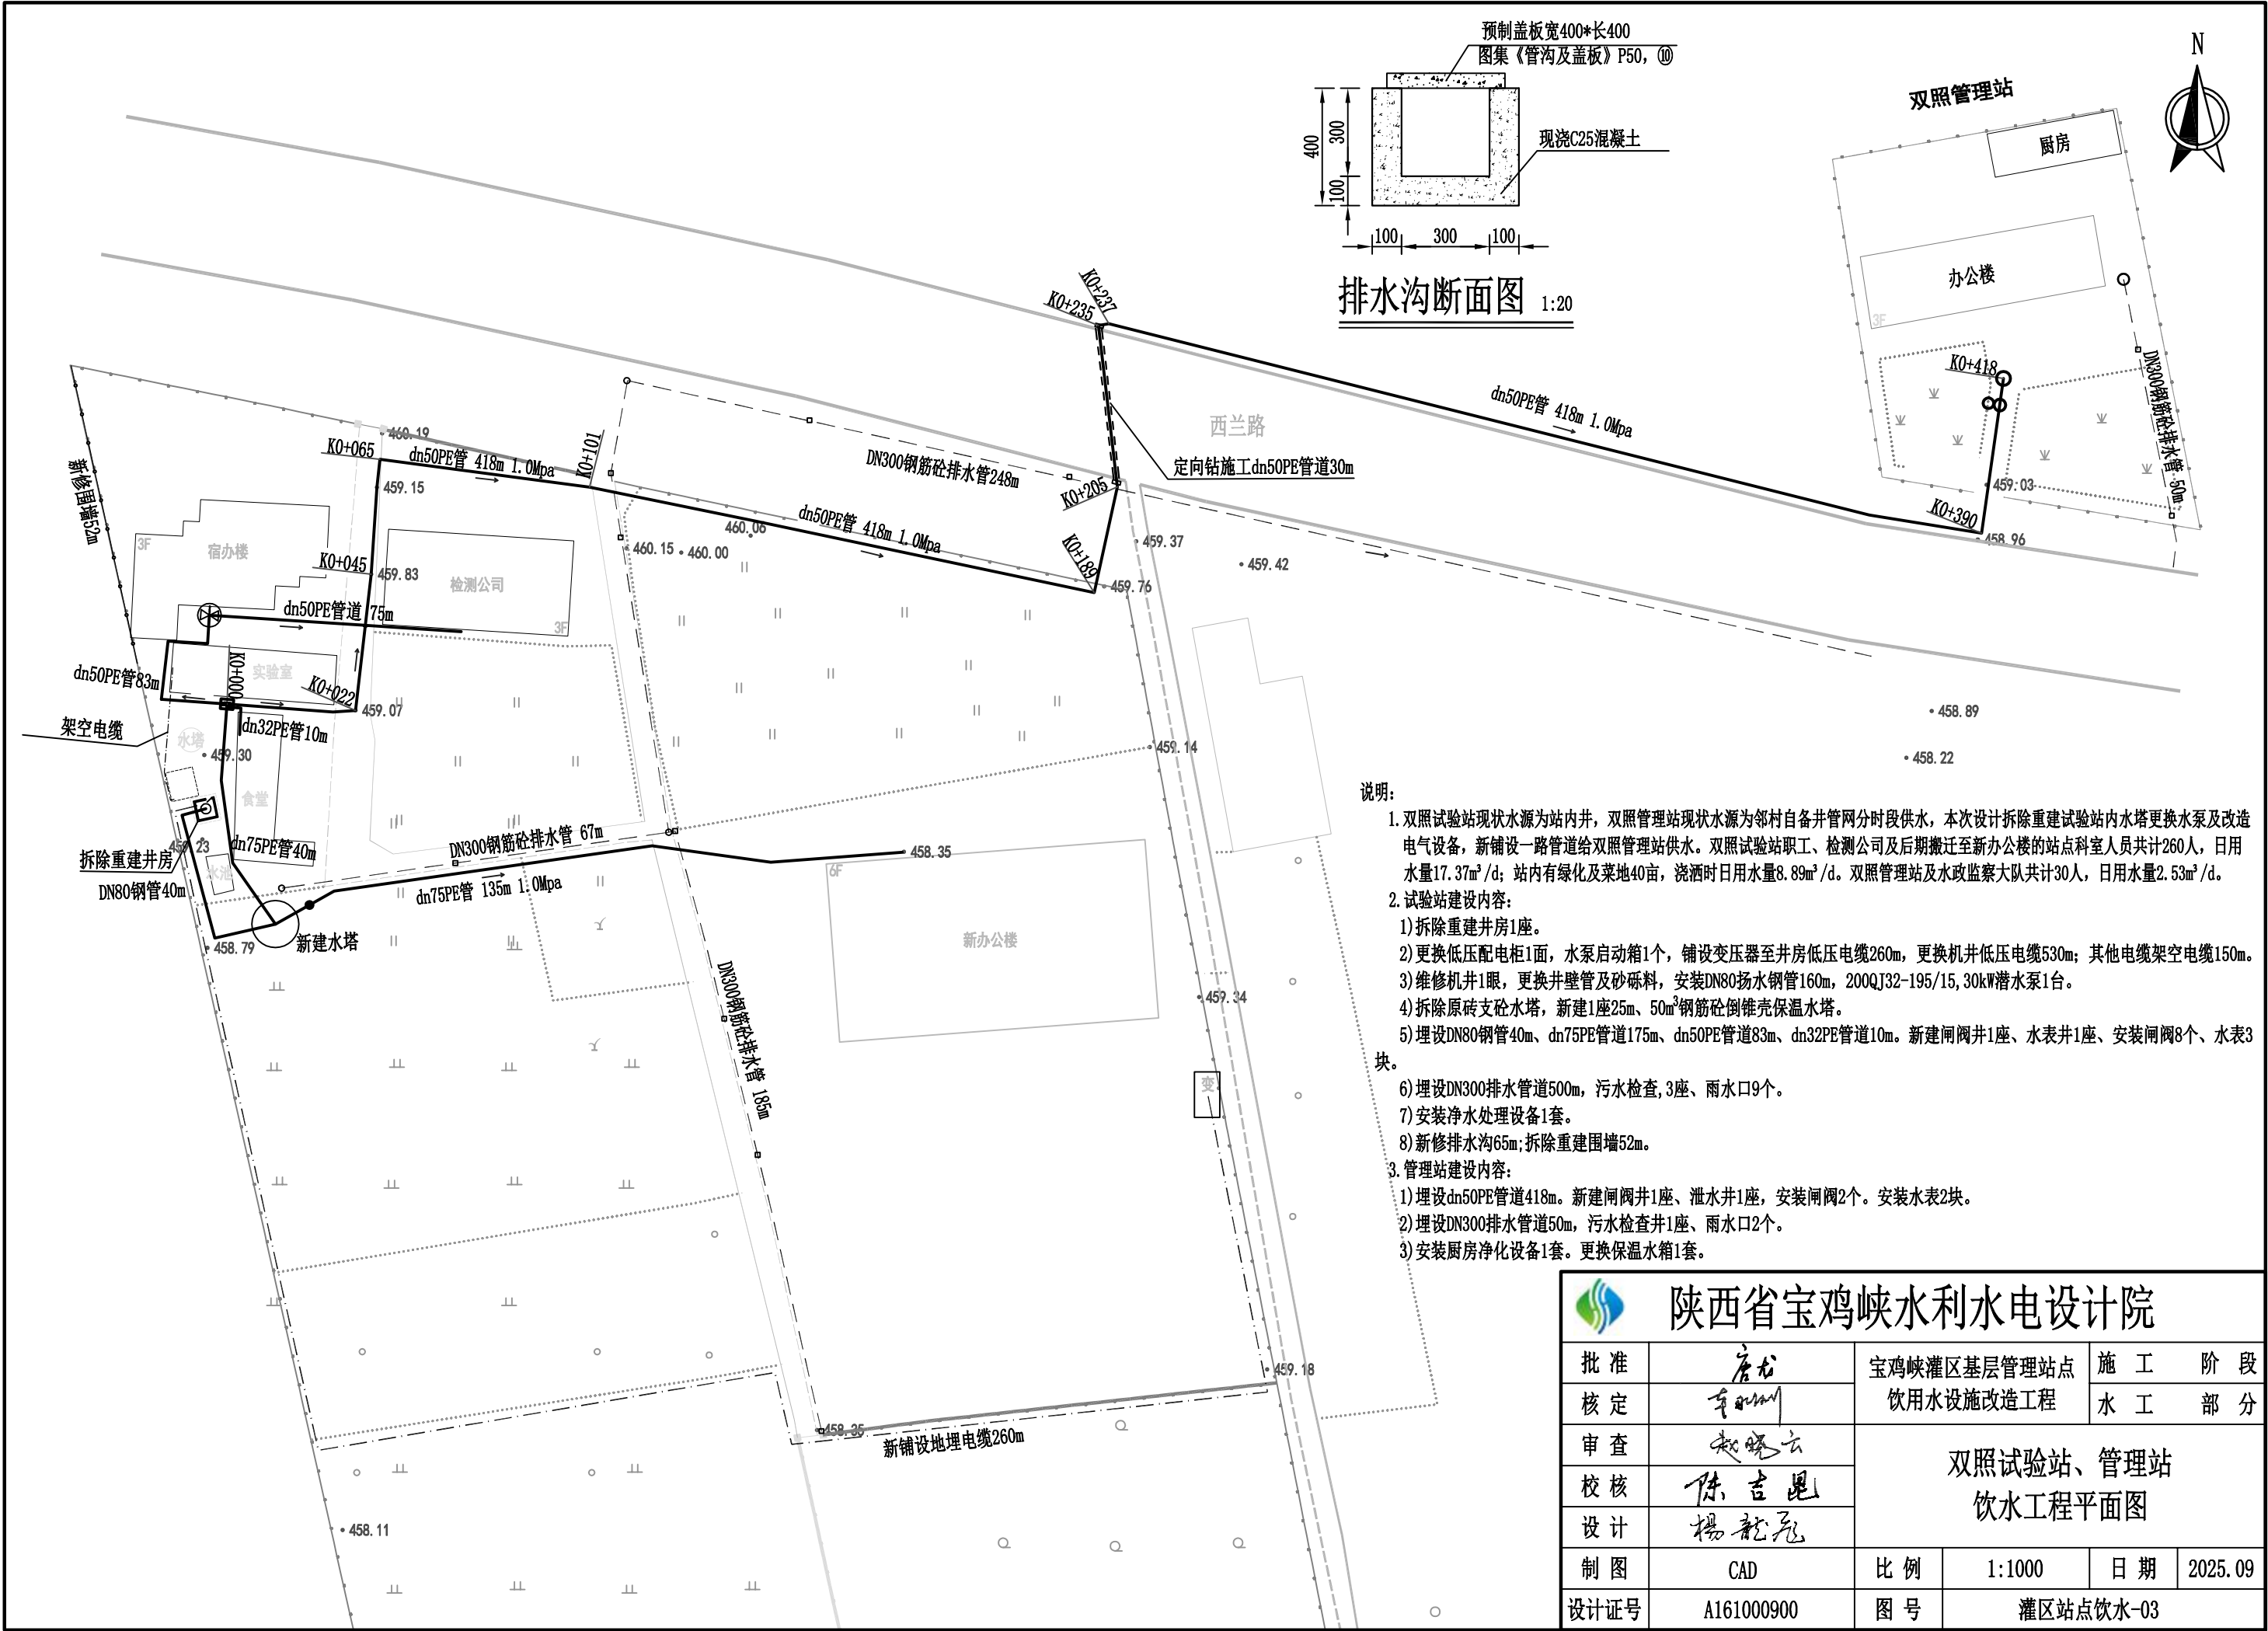 预制盖板宽400*长400
图集《管沟及盖板》P50，⑩
现浇C25混凝土
400
300
100
100
300
100
排水沟断面图 1:20
N
双照管理站
厨房
办公楼
3F
K0+418
DN300钢筋砼排水管 50m
459.03
K0+390
458.96
K0+237
K0+235
dn50PE管 418m 1.0Mpa
西兰路
定向钻施工dn50PE管道30m
K0+205
DN300钢筋砼排水管248m
K0+101
460.19
K0+065
dn50PE管 418m 1.0Mpa
459.15
新修围墙52m
3F
宿办楼
K0+045
459.83
检测公司
3F
460.06
dn50PE管 418m 1.0Mpa
460.15
460.00
K0+189
459.37
459.42
459.76
dn50PE管道 75m
dn50PE管83m
K0+000
实验室
K0+022
459.07
架空电缆
水塔
dn32PE管10m
459.30
食堂
459.14
458.89
458.22
拆除重建井房
459.23
dn75PE管40m
水池
DN80钢管40m
DN300钢筋砼排水管 67m
dn75PE管 135m 1.0Mpa
458.35
6F
新办公楼
458.79
新建水塔
DN300钢筋砼排水管 185m
459.34
变
459.18
458.35
新铺设地埋电缆260m
458.11
说明：
1.双照试验站现状水源为站内井，双照管理站现状水源为邻村自备井管网分时段供水，本次设计拆除重建试验站内水塔更换水泵及改造
电气设备，新铺设一路管道给双照管理站供水。双照试验站职工、检测公司及后期搬迁至新办公楼的站点科室人员共计260人，日用
水量17.37m³/d；站内有绿化及菜地40亩，浇洒时日用水量8.89m³/d。双照管理站及水政监察大队共计30人，日用水量2.53m³/d。
2.试验站建设内容：
1)拆除重建井房1座。
2)更换低压配电柜1面，水泵启动箱1个，铺设变压器至井房低压电缆260m，更换机井低压电缆530m；其他电缆架空电缆150m。
3)维修机井1眼，更换井壁管及砂砾料，安装DN80扬水钢管160m，200QJ32-195/15,30kW潜水泵1台。
4)拆除原砖支砼水塔，新建1座25m、50m³钢筋砼倒锥壳保温水塔。
5)埋设DN80钢管40m、dn75PE管道175m、dn50PE管道83m、dn32PE管道10m。新建闸阀井1座、水表井1座、安装闸阀8个、水表3
块。
6)埋设DN300排水管道500m，污水检查,3座、雨水口9个。
7)安装净水处理设备1套。
8)新修排水沟65m;拆除重建围墙52m。
3.管理站建设内容：
1)埋设dn50PE管道418m。新建闸阀井1座、泄水井1座，安装闸阀2个。安装水表2块。
2)埋设DN300排水管道50m，污水检查井1座、雨水口2个。
3)安装厨房净化设备1套。更换保温水箱1套。
陕西省宝鸡峡水利水电设计院
批 准
宝鸡峡灌区基层管理站点
饮用水设施改造工程
施 工 阶 段
核 定
水 工 部 分
审 查 赵晓云
双照试验站、管理站
饮水工程平面图
校 核 陈吉昆
设 计 杨龙飞
制 图 CAD 比 例 1:1000 日 期 2025.09
设计证号 A161000900 图 号 灌区站点饮水-03